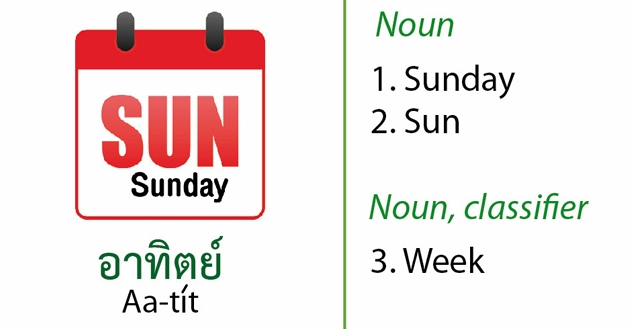 SUN
Sunday
อาทิตย์
Aa-tít
Noun
1. Sunday
2. Sun
Noun, classifier
3. Week